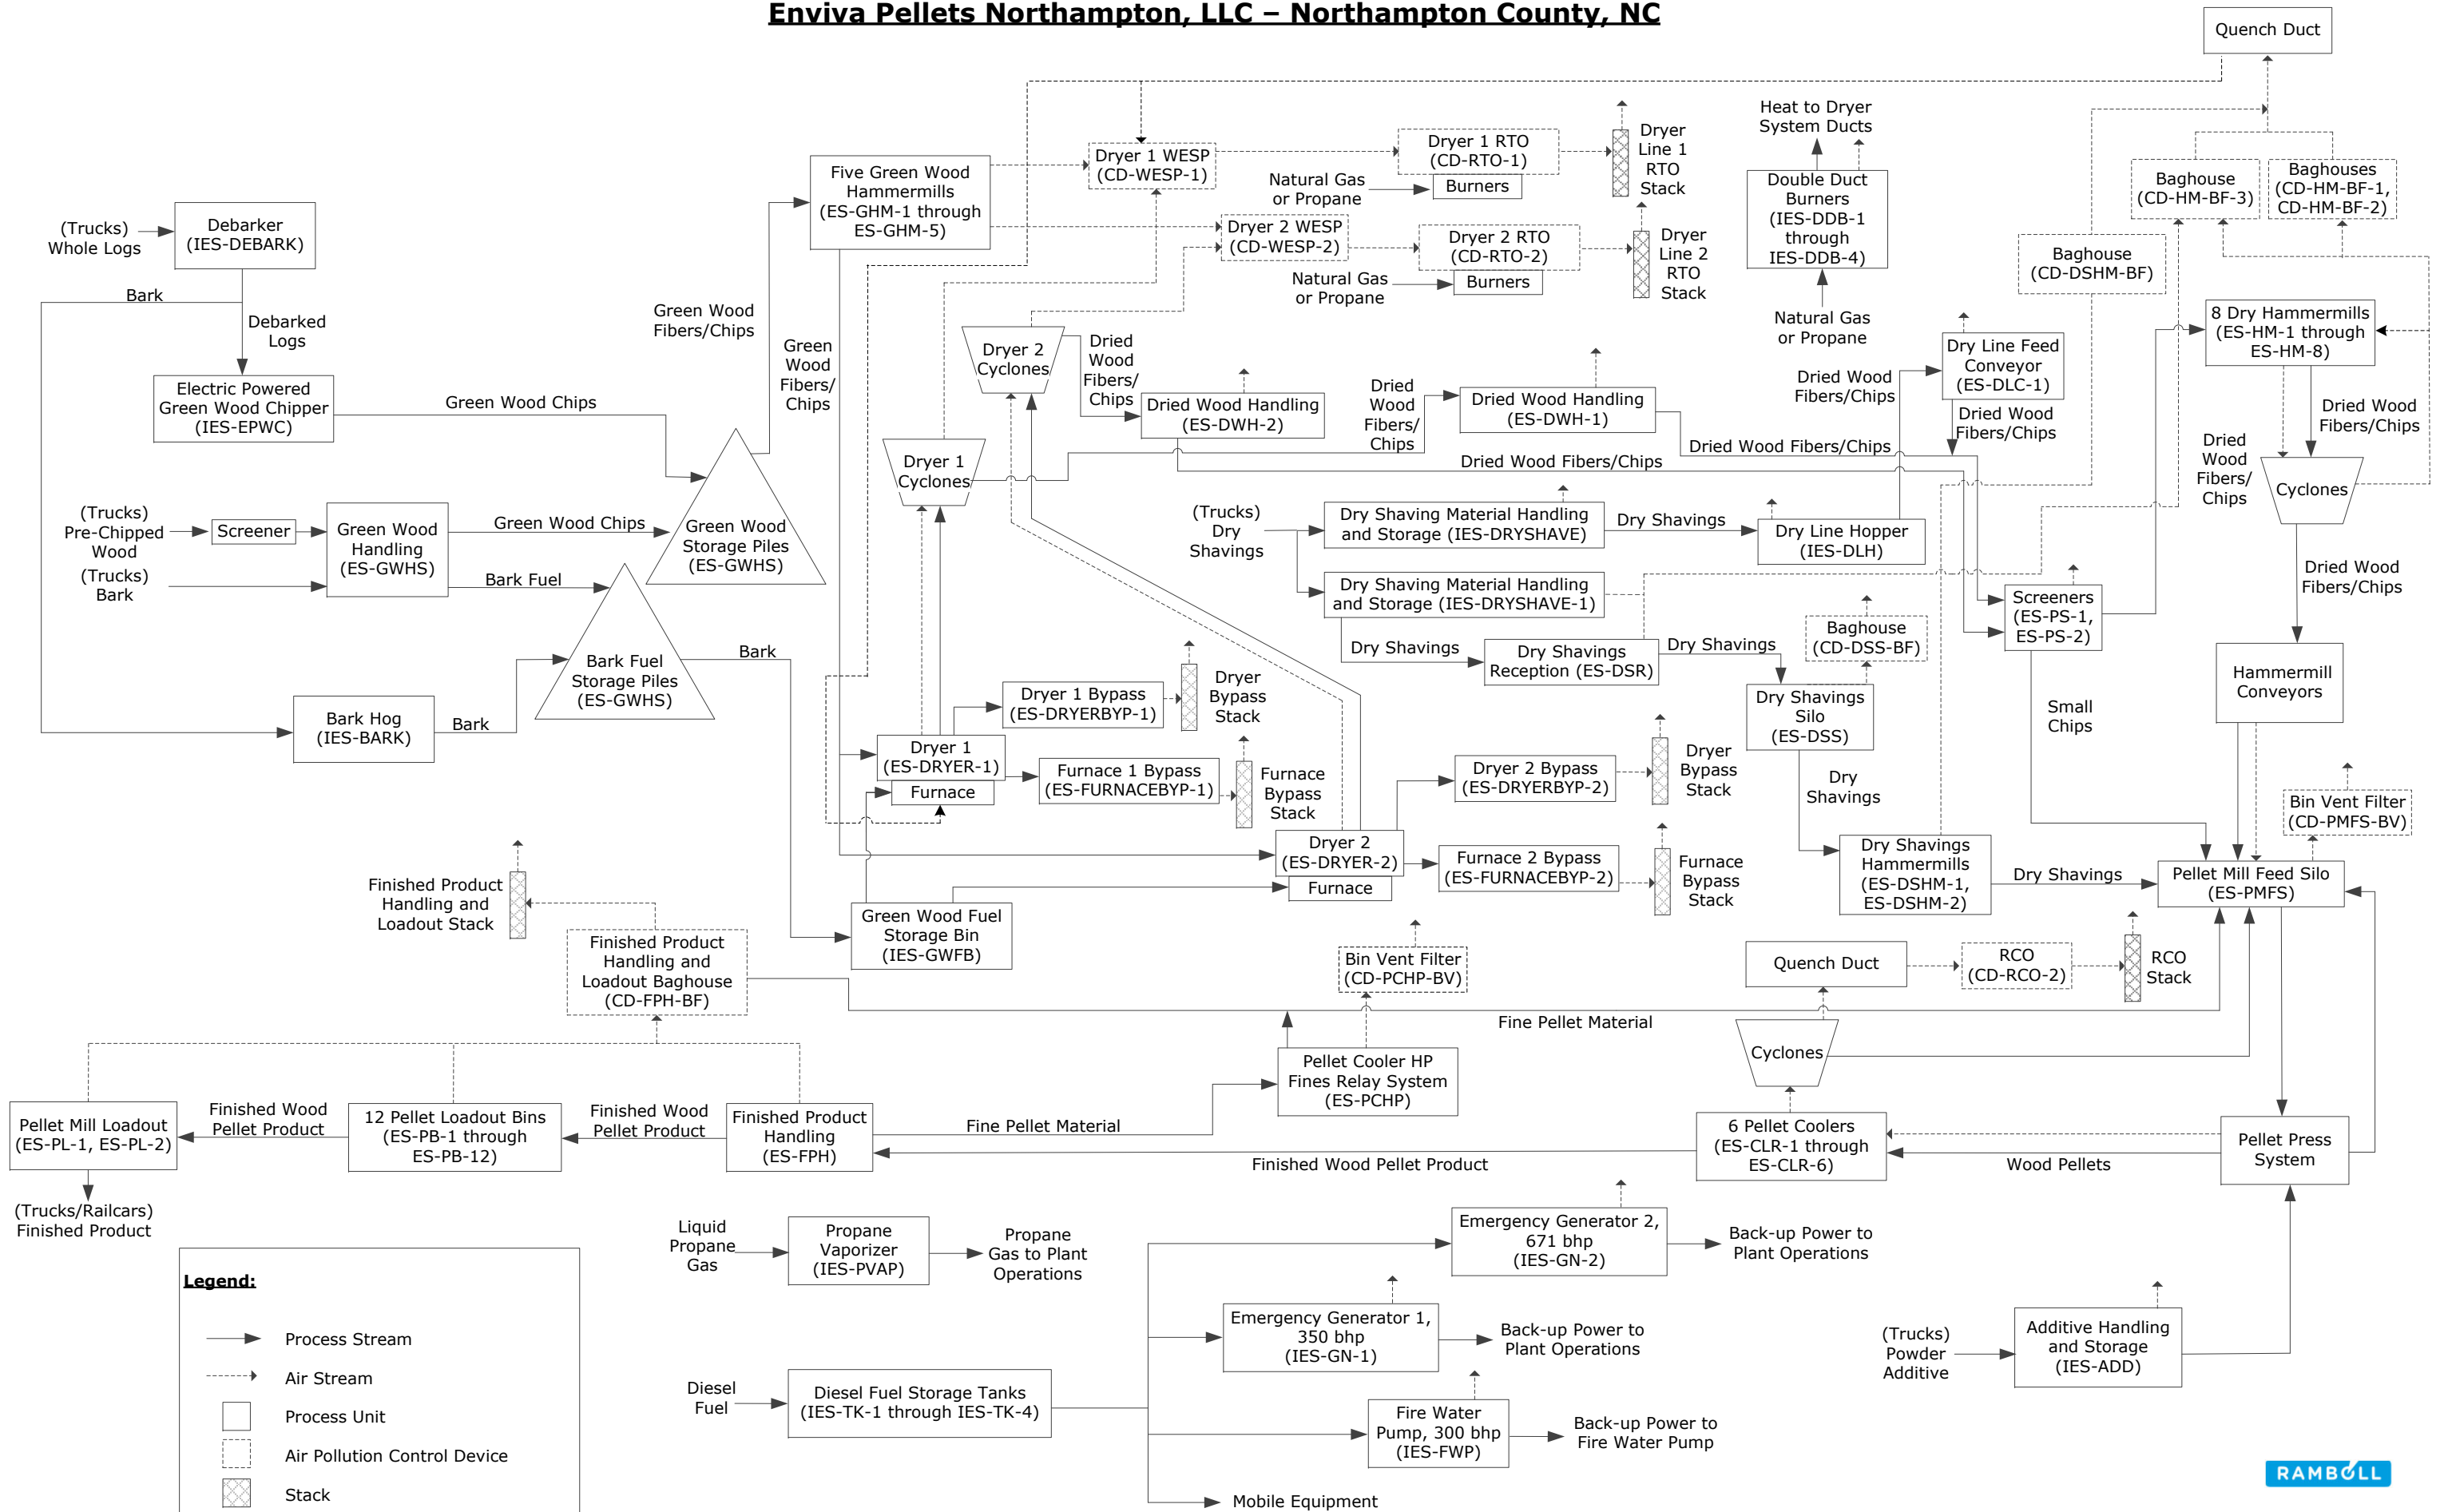 Enviva Pellets Northampton, LLC – Northampton County, NC
Quench Duct
Heat to Dryer
System Ducts
Dryer 1 WESP
(CD-WESP-1)
Dryer 1 RTO
(CD-RTO-1)
Burners
Natural Gas
or Propane
Dryer
Line 1
RTO
Stack
Five Green Wood
Hammermills
(ES-GHM-1 through
ES-GHM-5)
Double Duct
Burners
(IES-DDB-1
through
IES-DDB-4)
Natural Gas
or Propane
Baghouse
(CD-HM-BF-3)
Baghouses
(CD-HM-BF-1,
CD-HM-BF-2)
Dryer 2 WESP
(CD-WESP-2)
Dryer 2 RTO
(CD-RTO-2)
Burners
Natural Gas
or Propane
Dryer
Line 2
RTO
Stack
Baghouse
(CD-DSHM-BF)
(Trucks)
Whole Logs
Debarker
(IES-DEBARK)
Bark
Debarked
Logs
Green Wood
Fibers/Chips
Green
Wood
Fibers/
Chips
8 Dry Hammermills
(ES-HM-1 through
ES-HM-8)
Dryer 2
Cyclones
Dried
Wood
Fibers/
Chips
Dry Line Feed
Conveyor
(ES-DLC-1)
Dried Wood
Fibers/Chips
Dried Wood
Fibers/Chips
Electric Powered
Green Wood Chipper
(IES-EPWC)
Green Wood Chips
Dried Wood Handling
(ES-DWH-2)
Dried
Wood
Fibers/
Chips
Dried Wood Handling
(ES-DWH-1)
Dried Wood Fibers/Chips
Dried Wood Fibers/Chips
Dried Wood
Fibers/Chips
Dried
Wood
Fibers/
Chips
Cyclones
Dryer 1
Cyclones
(Trucks)
Pre-Chipped
Wood
Screener
Green Wood
Handling
(ES-GWHS)
Green Wood Chips
Green Wood
Storage Piles
(ES-GWHS)
(Trucks)
Bark
Bark Fuel
(Trucks)
Dry
Shavings
Dry Shaving Material Handling
and Storage (IES-DRYSHAVE)
Dry Shavings
Dry Line Hopper
(IES-DLH)
Dry Shaving Material Handling
and Storage (IES-DRYSHAVE-1)
Dried Wood
Fibers/Chips
Screeners
(ES-PS-1,
ES-PS-2)
Baghouse
(CD-DSS-BF)
Bark Fuel
Storage Piles
(ES-GWHS)
Bark
Dry Shavings
Dry Shavings
Reception (ES-DSR)
Dry Shavings
Dry Shavings
Silo
(ES-DSS)
Hammermill
Conveyors
Small
Chips
Bark Hog
(IES-BARK)
Bark
Dryer 1 Bypass
(ES-DRYERBYP-1)
Dryer
Bypass
Stack
Dryer 1
(ES-DRYER-1)
Furnace
Furnace 1 Bypass
(ES-FURNACEBYP-1)
Furnace
Bypass
Stack
Dryer 2 Bypass
(ES-DRYERBYP-2)
Dryer
Bypass
Stack
Dry
Shavings
Bin Vent Filter
(CD-PMFS-BV)
Dryer 2
(ES-DRYER-2)
Furnace
Furnace 2 Bypass
(ES-FURNACEBYP-2)
Furnace
Bypass
Stack
Dry Shavings
Hammermills
(ES-DSHM-1,
ES-DSHM-2)
Dry Shavings
Pellet Mill Feed Silo
(ES-PMFS)
Finished Product
Handling and
Loadout Stack
Green Wood Fuel
Storage Bin
(IES-GWFB)
Finished Product
Handling and
Loadout Baghouse
(CD-FPH-BF)
Bin Vent Filter
(CD-PCHP-BV)
Quench Duct
RCO
(CD-RCO-2)
RCO
Stack
Fine Pellet Material
Pellet Cooler HP
Fines Relay System
(ES-PCHP)
Cyclones
Pellet Mill Loadout
(ES-PL-1, ES-PL-2)
Finished Wood
Pellet Product
12 Pellet Loadout Bins
(ES-PB-1 through
ES-PB-12)
Finished Wood
Pellet Product
Finished Product
Handling
(ES-FPH)
Fine Pellet Material
Finished Wood Pellet Product
6 Pellet Coolers
(ES-CLR-1 through
ES-CLR-6)
Wood Pellets
Pellet Press
System
(Trucks/Railcars)
Finished Product
Liquid
Propane
Gas
Propane
Vaporizer
(IES-PVAP)
Propane
Gas to Plant
Operations
Emergency Generator 2,
671 bhp
(IES-GN-2)
Back-up Power to
Plant Operations
Emergency Generator 1,
350 bhp
(IES-GN-1)
Back-up Power to
Plant Operations
(Trucks)
Powder
Additive
Additive Handling
and Storage
(IES-ADD)
Diesel
Fuel
Diesel Fuel Storage Tanks
(IES-TK-1 through IES-TK-4)
Fire Water
Pump, 300 bhp
(IES-FWP)
Back-up Power to
Fire Water Pump
Mobile Equipment
Legend:
Process Stream
Air Stream
Process Unit
Air Pollution Control Device
Stack
RAMBOLL